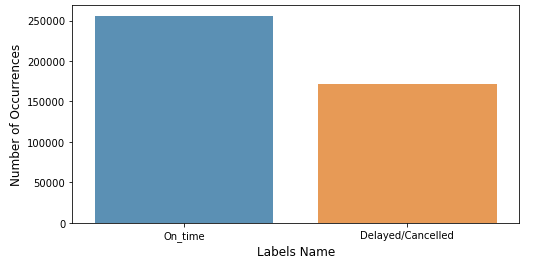 250000
200000
150000
100000
50000
0
Number of Occurrences
On_time
Delayed/Cancelled
Labels Name